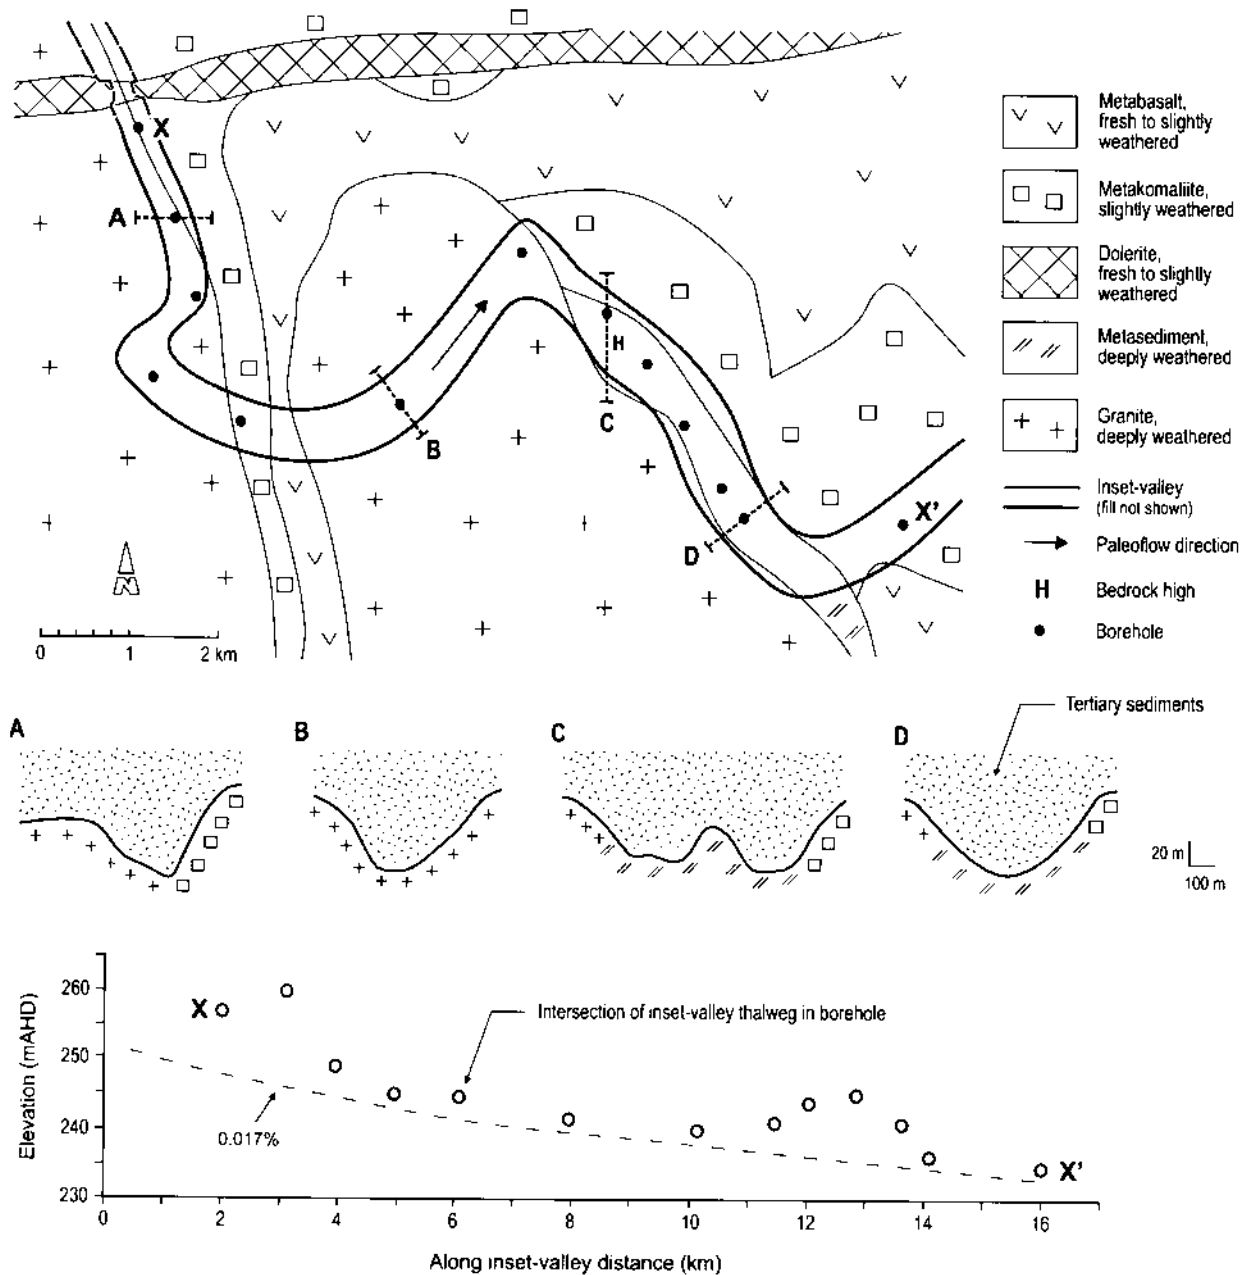 X
A
B
H
C
D
X'
N
0 1 2 km
Metabasalt,
fresh to slightly
weathered
Metakomaliite,
slightly weathered
Dolerite,
fresh to slightly
weathered
Metasediment,
deeply weathered
Granite,
deeply weathered
Inset-valley
(fill not shown)
Paleoflow direction
H Bedrock high
Borehole
A B C D
Tertiary sediments
20 m
100 m
Elevation (mAHD)
260
250
240
230
X
Intersection of inset-valley thalweg in borehole
0.017%
X'
0 2 4 6 8 10 12 14 16
Along inset-valley distance (km)